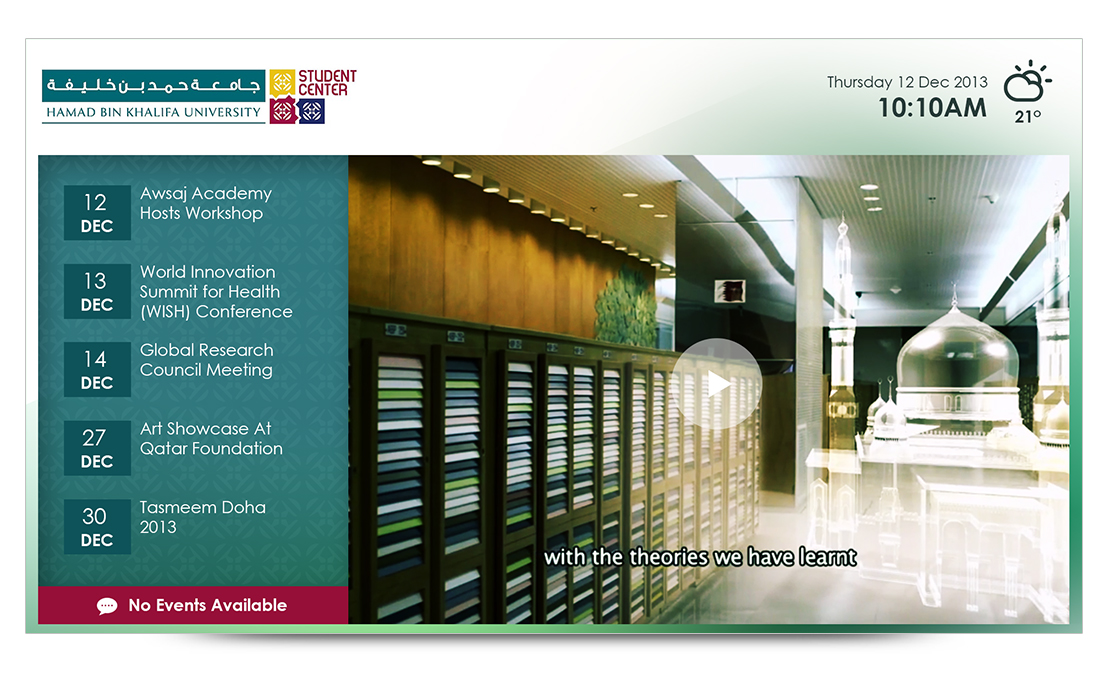 جامعة حمد بن خليفة
HAMAD BIN KHALIFA UNIVERSITY
STUDENT
CENTER
Thursday 12 Dec 2013
10:10AM
21°
12
DEC
Awsaj Academy
Hosts Workshop
13
DEC
World Innovation
Summit for Health
(WISH) Conference
14
DEC
Global Research
Council Meeting
27
DEC
Art Showcase At
Qatar Foundation
30
DEC
Tasmeem Doha
2013
No Events Available
with the theories we have learnt